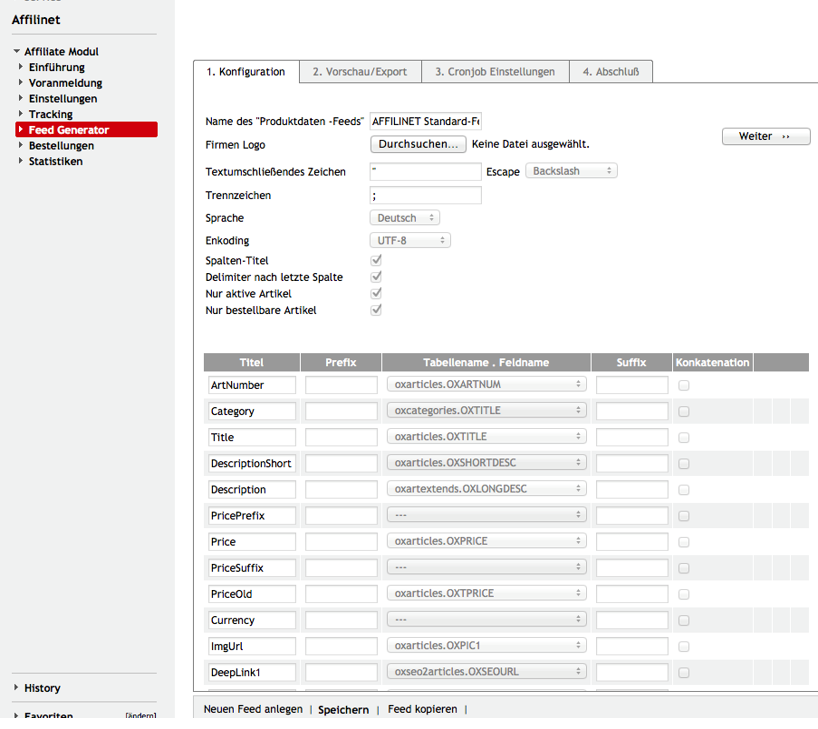 Affilinet
Affiliate Modul
Einführung
Voranmeldung
Einstellungen
Tracking
Feed Generator
Bestellungen
Statistiken
History
Favoriten [ändern]
1. Konfiguration 2. Vorschau/Export 3. Cronjob Einstellungen 4. Abschluß
Name des "Produktdaten -Feeds" AFFILINET Standard-Fe
Weiter ››
Firmen Logo Durchsuchen... Keine Datei ausgewählt.
Textumschließendes Zeichen " Escape Backslash
Trennzeichen ;
Sprache Deutsch
Enkoding UTF-8
Spalten-Titel
Delimiter nach letzte Spalte
Nur aktive Artikel
Nur bestellbare Artikel
Titel Prefix Tabellename . Feldname Suffix Konkatenation
ArtNumber oxarticles.OXARTNUM
Category oxcategories.OXTITLE
Title oxarticles.OXTITLE
DescriptionShort oxarticles.OXSHORTDESC
Description oxartextends.OXLONGDESC
PricePrefix ---
Price oxarticles.OXPRICE
PriceSuffix ---
PriceOld oxarticles.OXTPRICE
Currency ---
ImgUrl oxarticles.OXPIC1
DeepLink1 oxseo2articles.OXSEOURL
Neuen Feed anlegen | Speichern | Feed kopieren |